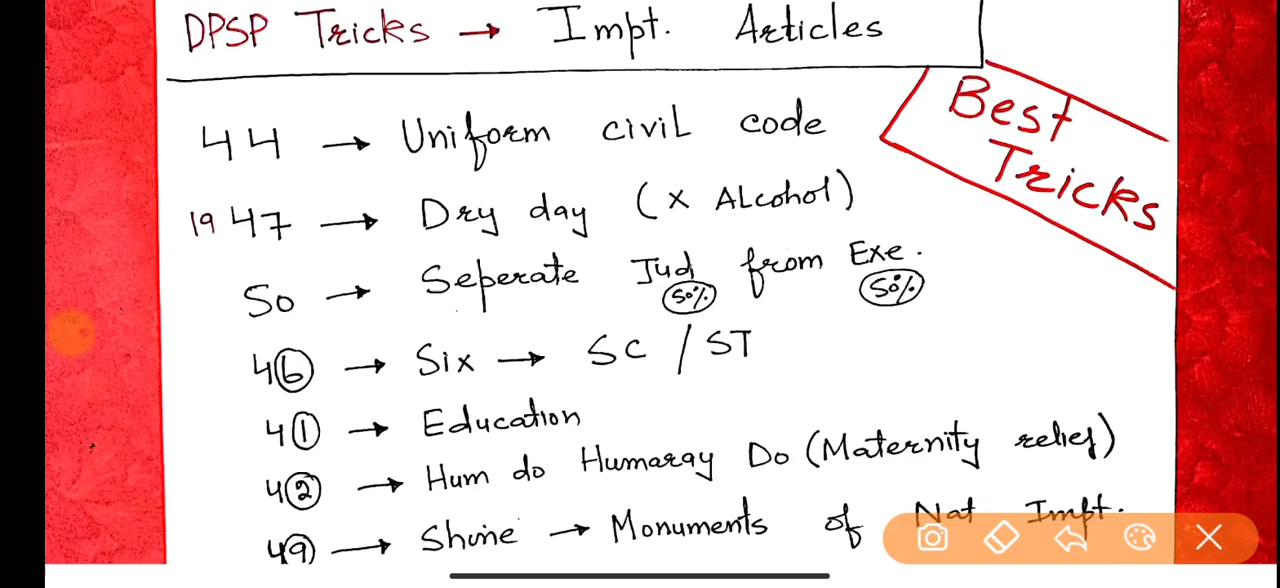 DPSP Tricks → Impt. Articles
Best
Tricks
44 → Uniform civil code
1947 → Dry day (x Alcohol)
50 → Seperate Jud from Exe.
50% 50%
46 → Six → SC / ST
41 → Education
42 → Hum do Humaray Do (Maternity relief)
49 → Shine → Monuments of Nat Impt.